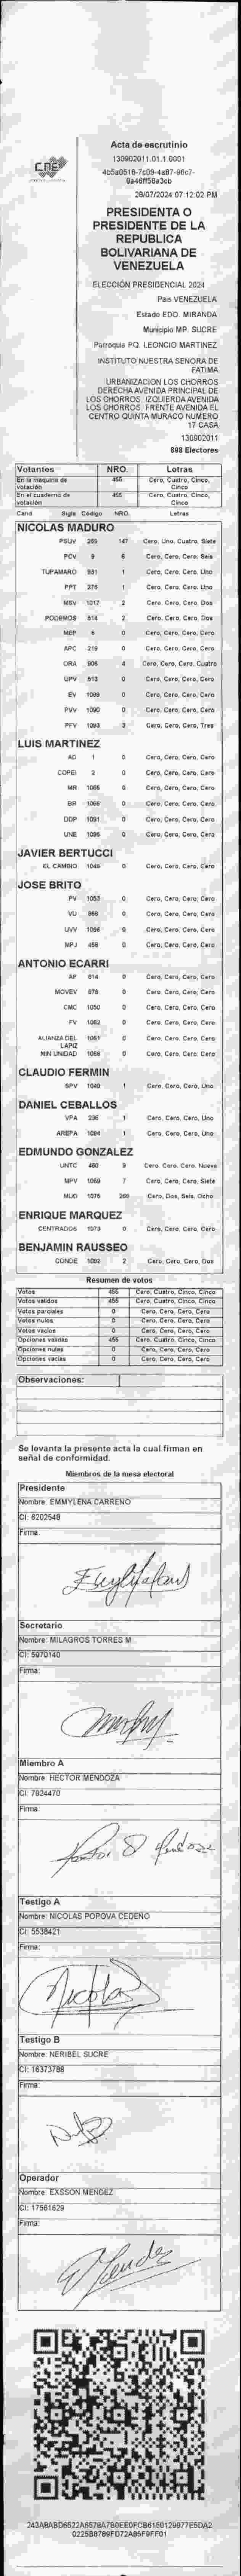 CNE
Acta de escrutinio
130902011.01.1.0001
28/07/2024 07:12:02 PM
PRESIDENTA O
PRESIDENTE DE LA
REPUBLICA
BOLIVARIANA DE
VENEZUELA
ELECCIÓN PRESIDENCIAL 2024
Pais VENEZUELA
Estado EDO. MIRANDA
Municipio MP. SUCRE
Parroquia PQ. LEONCIO MARTINEZ
INSTITUTO NUESTRA SENORA DE
FATIMA
URBANIZACION LOS CHORROS
DERECHA AVENIDA PRINCIPAL DE
LOS CHORROS. IZQUIERDA AVENIDA
LOS CHORROS. FRENTE AVENIDA EL
CENTRO QUINTA MURACO NUMERO
17 CASA
130902011
898 Electores
Votantes NRO. Letras
En la maquina de votación 455 Cero, Cuatro, Cinco, Cinco
En el cuaderno de votación 455 Cero, Cuatro, Cinco, Cinco
Cand Sigla Código NRO. Letras
NICOLAS MADURO
PSUV 147 Cero, Uno, Cuatro, Siete
PCV 9 6 Cero, Cero, Cero, Seis
TUPAMARO 931 1 Cero, Cero, Cero, Uno
PPT 276 1 Cero, Cero, Cero, Uno
MSV 1017 2 Cero, Cero, Cero, Dos
PODEMOS 514 2 Cero, Cero, Cero, Dos
MEP 6 0 Cero, Cero, Cero, Cero
APC 219 0 Cero, Cero, Cero, Cero
ORA 906 4 Cero, Cero, Cero, Cuatro
UPV 513 0 Cero, Cero, Cero, Cero
EV 1089 0 Cero, Cero, Cero, Cero
PVV 1090 0 Cero, Cero, Cero, Cero
PFV 1093 3 Cero, Cero, Cero, Tres
LUIS MARTINEZ
AD 1 0 Cero, Cero, Cero, Cero
COPEI 2 0 Cero, Cero, Cero, Cero
MR 0 Cero, Cero, Cero, Cero
BR 1066 0 Cero, Cero, Cero, Cero
DDP 1091 0 Cero, Cero, Cero, Cero
UNE 1095 0 Cero, Cero, Cero, Cero
JAVIER BERTUCCI
EL CAMBIO 1048 0 Cero, Cero, Cero, Cero
JOSE BRITO
PV 1053 0 Cero, Cero, Cero, Cero
VU 0 Cero, Cero, Cero, Cero
UVV 1096 0 Cero, Cero, Cero, Cero
MPJ 458 0 Cero, Cero, Cero, Cero
ANTONIO ECARRI
AP 814 0 Cero, Cero, Cero, Cero
MOVEV 878 0 Cero, Cero, Cero, Cero
CMC 1050 0 Cero, Cero, Cero, Cero
FV 1062 0 Cero, Cero, Cero, Cero
ALIANZA DEL LAPIZ 1061 0 Cero, Cero, Cero, Cero
MIN UNIDAD 1068 0 Cero, Cero, Cero, Cero
CLAUDIO FERMIN
SPV 1049 1 Cero, Cero, Cero, Uno
DANIEL CEBALLOS
VPA 236 1 Cero, Cero, Cero, Uno
AREPA 1094 1 Cero, Cero, Cero, Uno
EDMUNDO GONZALEZ
UNTC 460 9 Cero, Cero, Cero, Nueve
MPV 1069 7 Cero, Cero, Cero, Siete
MUD 1075 268 Cero, Dos, Seis, Ocho
ENRIQUE MARQUEZ
CENTRADOS 1073 0 Cero, Cero, Cero, Cero
BENJAMIN RAUSSEO
CONDE 1092 2 Cero, Cero, Cero, Dos
Resumen de votos
Votos 455 Cero, Cuatro, Cinco, Cinco
Votos validos 455 Cero, Cuatro, Cinco, Cinco
Votos parciales 0 Cero, Cero, Cero, Cero
Votos nulos 0 Cero, Cero, Cero, Cero
Votos vacios 0 Cero, Cero, Cero, Cero
Opciones validas 455 Cero, Cuatro, Cinco, Cinco
Opciones nulas 0 Cero, Cero, Cero, Cero
Opciones vacias 0 Cero, Cero, Cero, Cero
Observaciones:
Se levanta la presente acta la cual firman en
señal de conformidad.
Miembros de la mesa electoral
Presidente
Nombre: EMMYLENA CARRENO
CI: 6202548
Firma:
Secretario
Nombre: MILAGROS TORRES M
CI: 5970140
Firma:
Miembro A
Nombre: HECTOR MENDOZA
CI: 7924470
Firma:
Hector Mendoza
Testigo A
Nombre: NICOLAS POPOVA CEDENO
CI: 5538421
Firma:
Nicolas
Testigo B
Nombre: NERIBEL SUCRE
CI: 16373788
Firma:
Operador
Nombre: EXSSON MENDEZ
CI: 17561629
Firma: